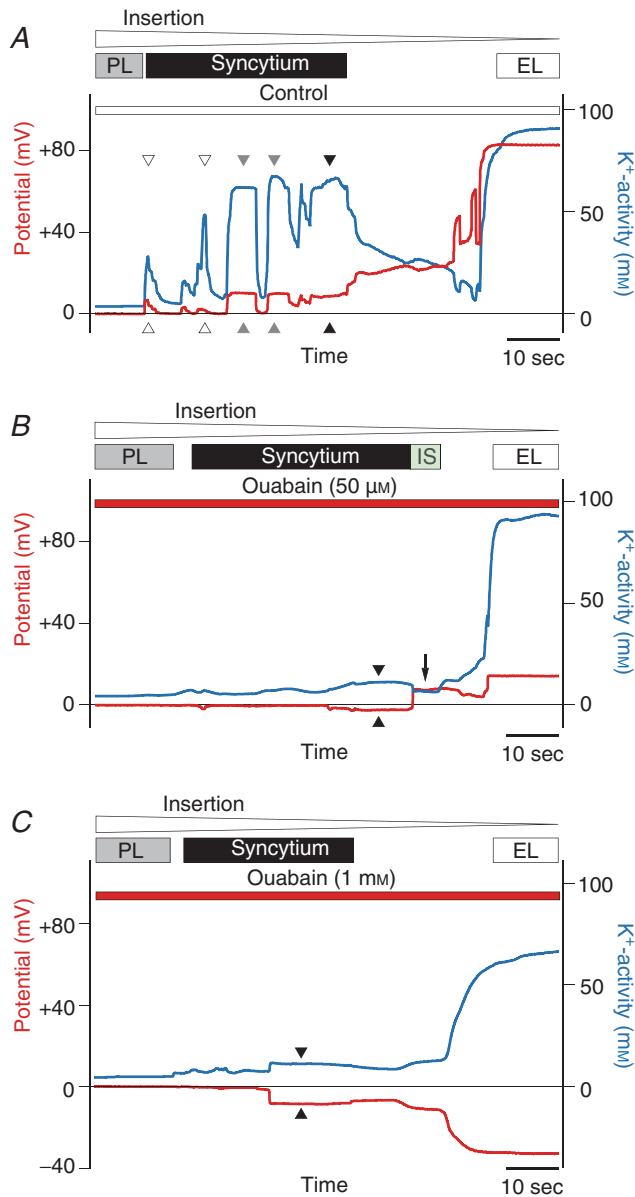 A
Insertion
PL
Syncytium
EL
Control
Potential (mV)
+80
+40
0
K⁺-activity (mM)
100
50
0
Time
10 sec
B
Insertion
PL
Syncytium
IS
EL
Ouabain (50 μM)
Potential (mV)
+80
+40
0
K⁺-activity (mM)
100
50
0
Time
10 sec
C
Insertion
PL
Syncytium
EL
Ouabain (1 mM)
Potential (mV)
+80
+40
0
−40
K⁺-activity (mM)
100
50
0
Time
10 sec